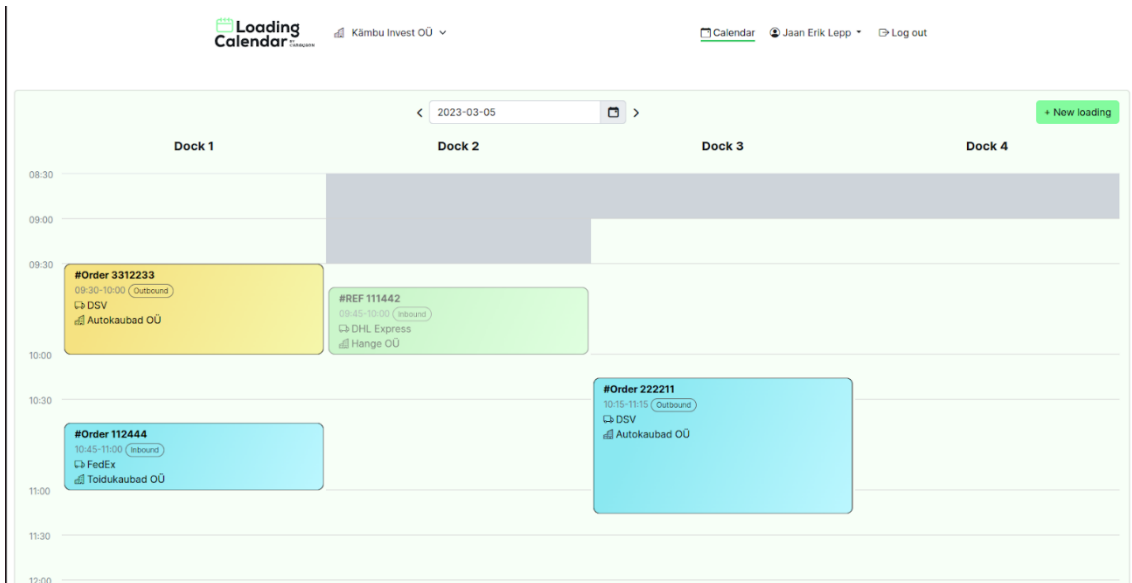 Loading
Calendar
Kämbu Invest OÜ
Calendar
Jaan Erik Lepp
Log out
2023-03-05
+ New loading
Dock 1
Dock 2
Dock 3
Dock 4
08:30
09:00
09:30
#Order 3312233
09:30-10:00 Outbound
DSV
Autokaubad OÜ
#REF 111442
09:45-10:00 Inbound
DHL Express
Hange OÜ
10:00
#Order 222211
10:15-11:15 Outbound
DSV
Autokaubad OÜ
10:30
#Order 112444
10:45-11:00 Inbound
FedEx
Toidukaubad OÜ
11:00
11:30
12:00